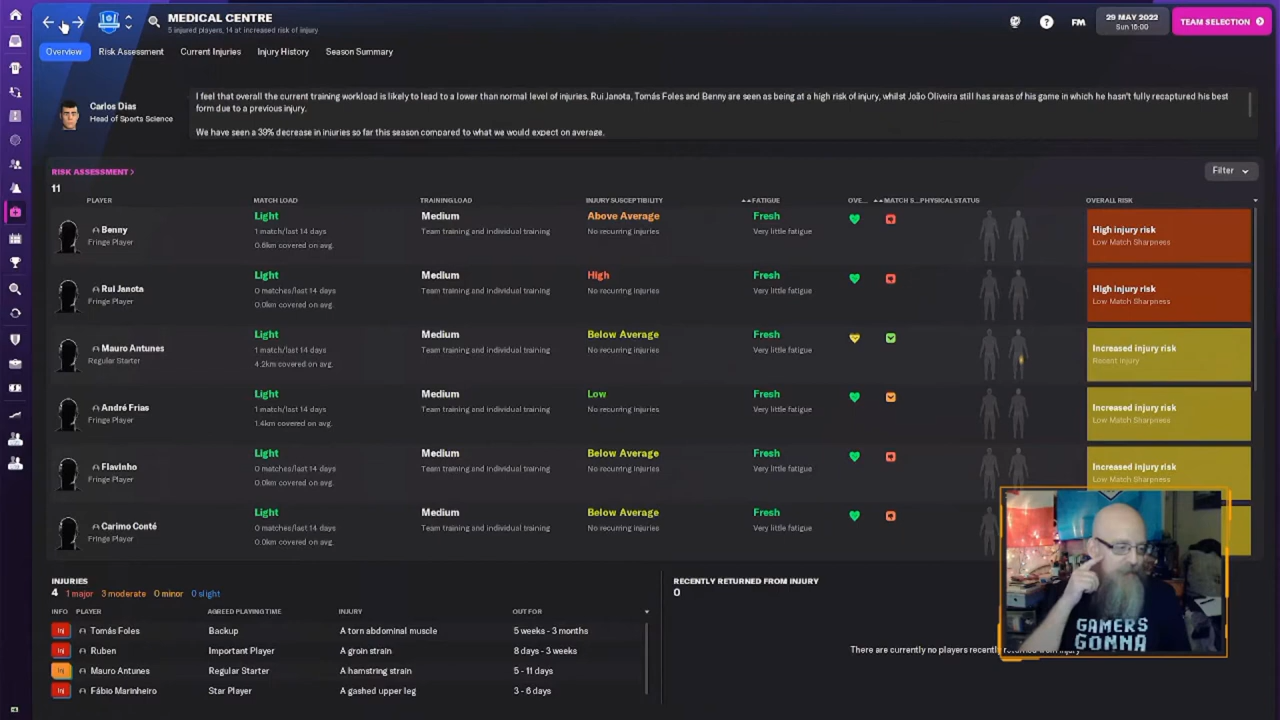 MEDICAL CENTRE
5 injured players, 14 at increased risk of injury
FM
29 MAY 2022
Sun 15:00
TEAM SELECTION
Overview
Risk Assessment
Current Injuries
Injury History
Season Summary
Carlos Dias
Head of Sports Science
I feel that overall the current training workload is likely to lead to a lower than normal level of injuries. Rui Janota, Tomás Foles and Benny are seen as being at a high risk of injury, whilst João Oliveira still has areas of his game in which he hasn't fully recaptured his best
form due to a previous injury.
We have seen a 39% decrease in injuries so far this season compared to what we would expect on average.
RISK ASSESSMENT >
11
Filter
PLAYER
MATCH LOAD
TRAINING LOAD
INJURY SUSCEPTIBILITY
FATIGUE
OVE...
MATCH S...
PHYSICAL STATUS
OVERALL RISK
Benny
Fringe Player
Light
1 match/last 14 days
0.6km covered on avg.
Medium
Team training and individual training
Above Average
No recurring injuries
Fresh
Very little fatigue
High injury risk
Low Match Sharpness
Rui Janota
Fringe Player
Light
0 matches/last 14 days
0.0km covered on avg.
Medium
Team training and individual training
High
No recurring injuries
Fresh
Very little fatigue
High injury risk
Low Match Sharpness
Mauro Antunes
Regular Starter
Light
1 match/last 14 days
4.2km covered on avg.
Medium
Team training and individual training
Below Average
No recurring injuries
Fresh
Very little fatigue
Increased injury risk
Recent injury
André Frias
Fringe Player
Light
1 match/last 14 days
1.4km covered on avg.
Medium
Team training and individual training
Low
No recurring injuries
Fresh
Very little fatigue
Increased injury risk
Low Match Sharpness
Flavinho
Fringe Player
Light
0 matches/last 14 days
0.0km covered on avg.
Medium
Team training and individual training
Below Average
No recurring injuries
Fresh
Very little fatigue
Increased injury risk
Low Match Sharpness
Carimo Conté
Fringe Player
Light
0 matches/last 14 days
0.0km covered on avg.
Medium
Team training and individual training
Below Average
No recurring injuries
Fresh
Very little fatigue
INJURIES
4 1 major 3 moderate 0 minor 0 slight
INFO PLAYER AGREED PLAYING TIME INJURY OUT FOR
Inj Tomás Foles Backup A torn abdominal muscle 5 weeks - 3 months
Inj Ruben Important Player A groin strain 8 days - 3 weeks
Inj Mauro Antunes Regular Starter A hamstring strain 5 - 11 days
Inj Fábio Marinheiro Star Player A gashed upper leg 3 - 6 days
RECENTLY RETURNED FROM INJURY
0
There are currently no players recently returned from injury
GAMERS
GONNA